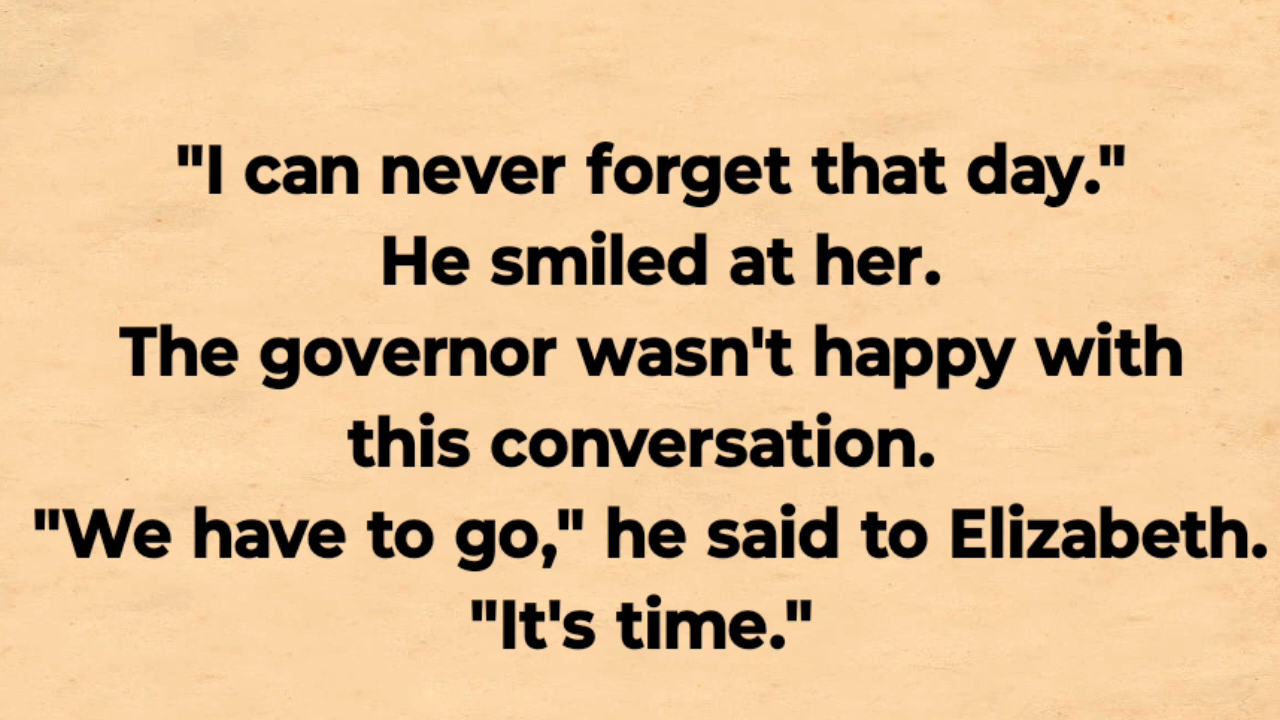 "I can never forget that day."
He smiled at her.
The governor wasn't happy with
this conversation.
"We have to go," he said to Elizabeth.
"It's time."